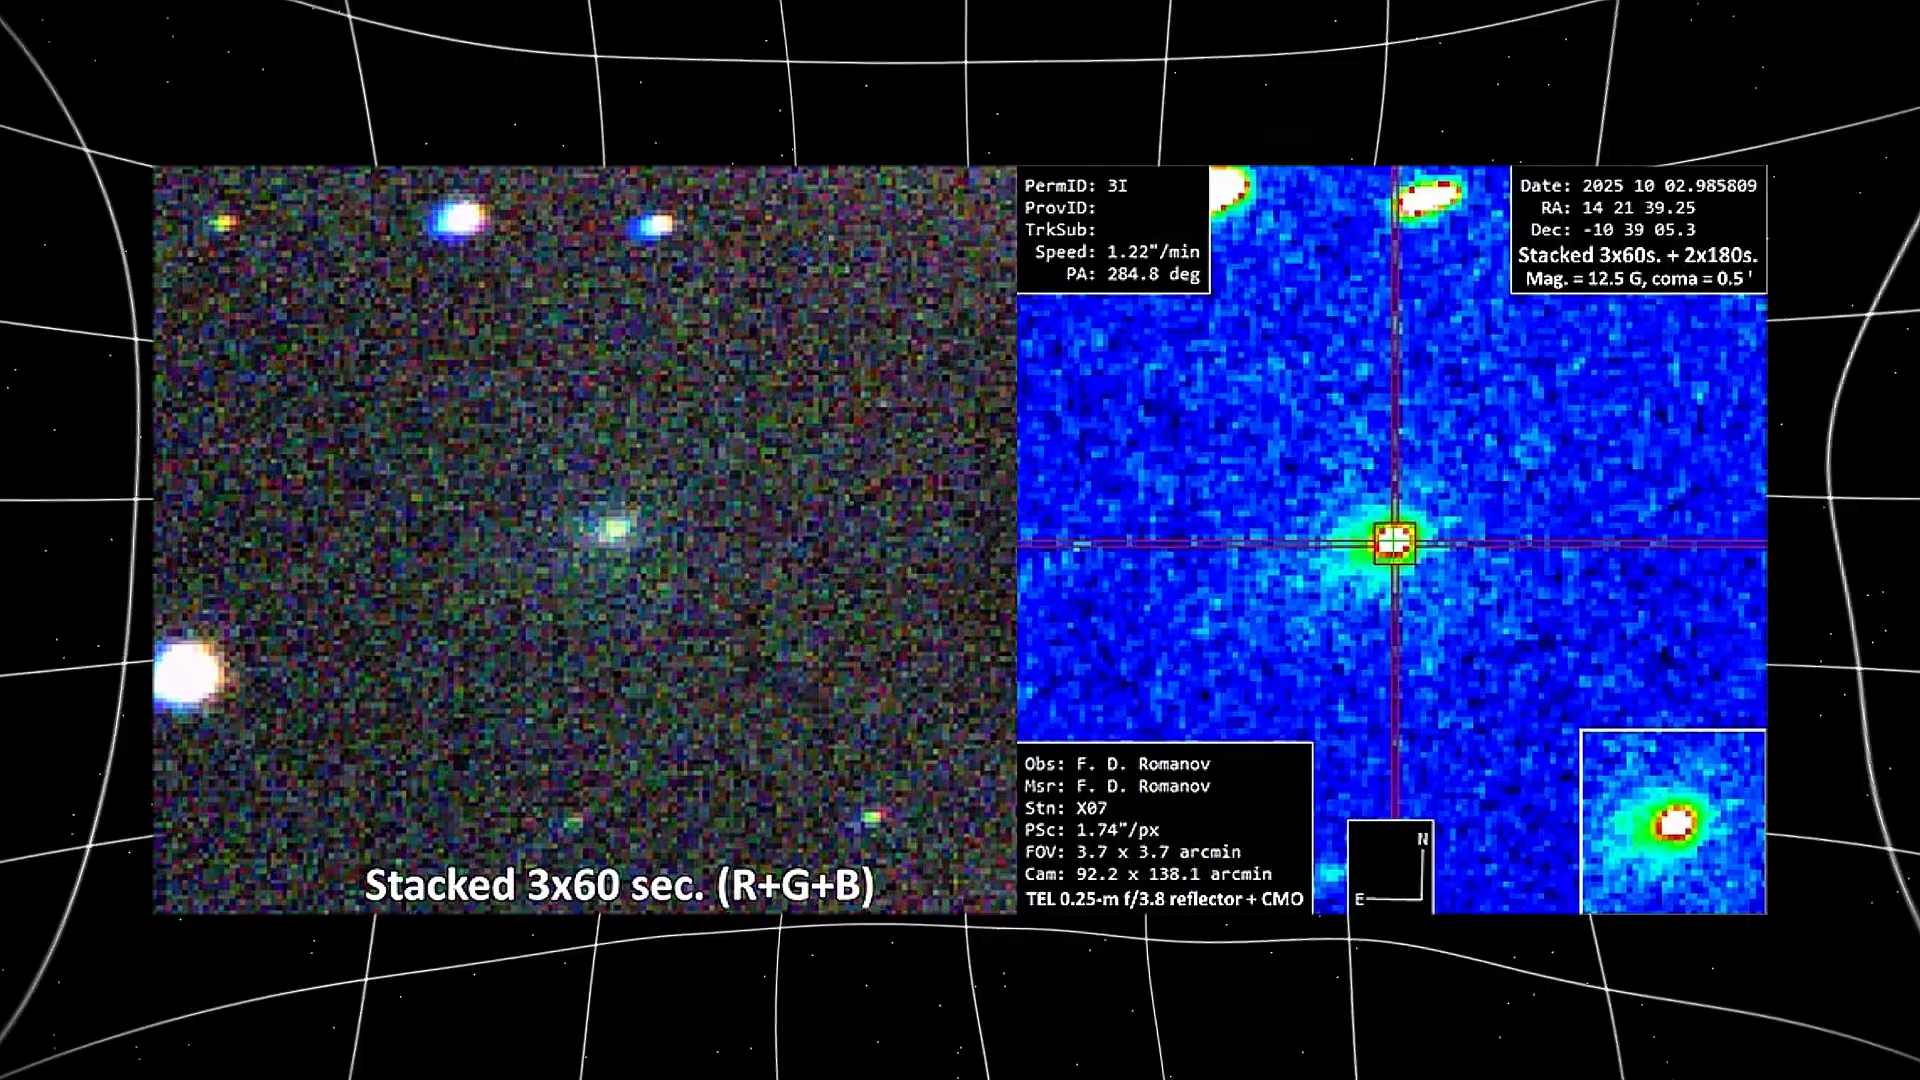 PermID: 3I
ProvID:
TrkSub:
Speed: 1.22"/min
PA: 284.8 deg
Date: 2025 10 02.985809
RA: 14 21 39.25
Dec: -10 39 05.3
Stacked 3x60s. + 2x180s.
Mag. = 12.5 G, coma = 0.5 '
Stacked 3x60 sec. (R+G+B)
Obs: F. D. Romanov
Msr: F. D. Romanov
Stn: X07
PSc: 1.74"/px
FOV: 3.7 x 3.7 arcmin
Cam: 92.2 x 138.1 arcmin
TEL 0.25-m f/3.8 reflector + CMO
N
E